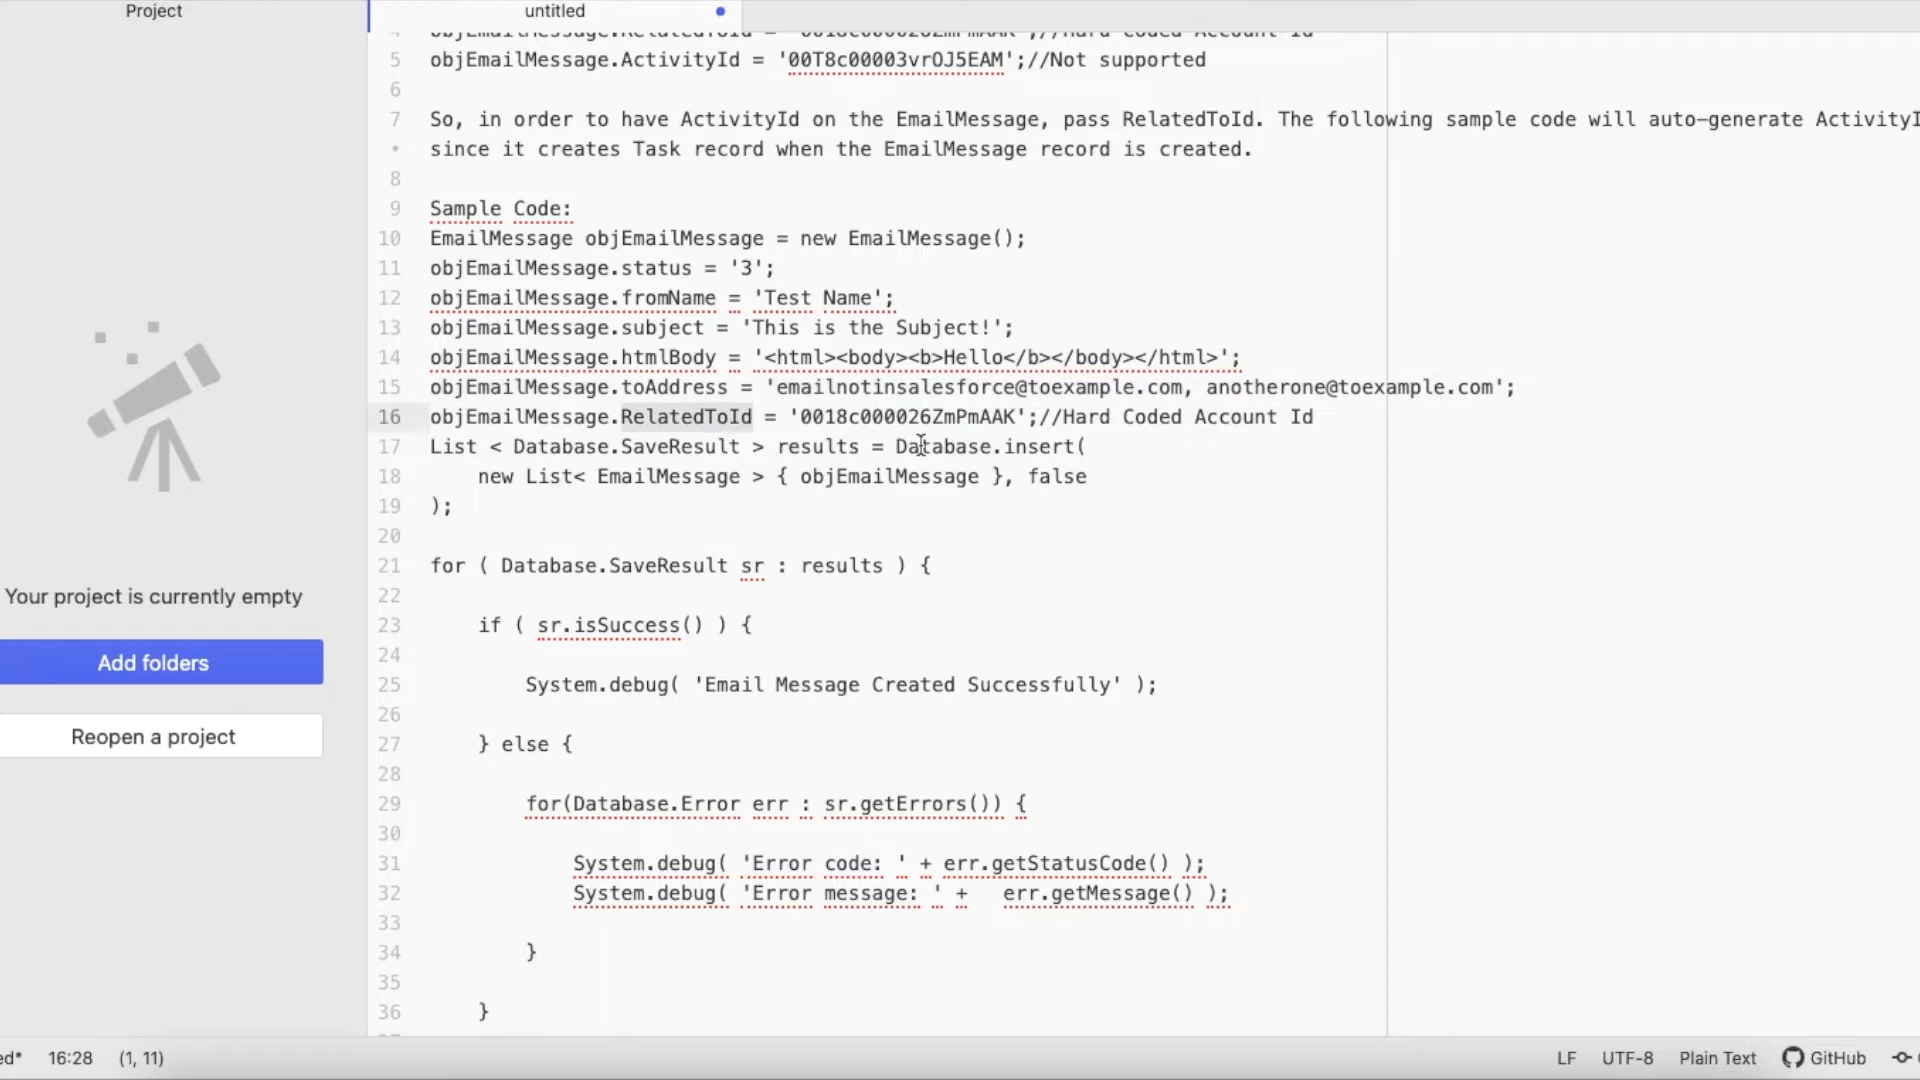 Project
untitled
4 objEmailMessage.RelatedToId = '0018c000026ZmPmAAK';//Hard Coded Account Id
5 objEmailMessage.ActivityId = '00T8c00003vrOJ5EAM';//Not supported
6
7 So, in order to have ActivityId on the EmailMessage, pass RelatedToId. The following sample code will auto-generate ActivityI
• since it creates Task record when the EmailMessage record is created.
8
9 Sample Code:
10 EmailMessage objEmailMessage = new EmailMessage();
11 objEmailMessage.status = '3';
12 objEmailMessage.fromName = 'Test Name';
13 objEmailMessage.subject = 'This is the Subject!';
14 objEmailMessage.htmlBody = '<html><body><b>Hello</b></body></html>';
15 objEmailMessage.toAddress = 'emailnotinsalesforce@toexample.com, anotherone@toexample.com';
16 objEmailMessage.RelatedToId = '0018c000026ZmPmAAK';//Hard Coded Account Id
17 List < Database.SaveResult > results = Database.insert(
18 new List< EmailMessage > { objEmailMessage }, false
19 );
20
21 for ( Database.SaveResult sr : results ) {
22
23 if ( sr.isSuccess() ) {
24
25 System.debug( 'Email Message Created Successfully' );
26
27 } else {
28
29 for(Database.Error err : sr.getErrors()) {
30
31 System.debug( 'Error code: ' + err.getStatusCode() );
32 System.debug( 'Error message: ' +   err.getMessage() );
33
34 }
35
36 }
Your project is currently empty
Add folders
Reopen a project
ed* 16:28 (1, 11) LF UTF-8 Plain Text GitHub